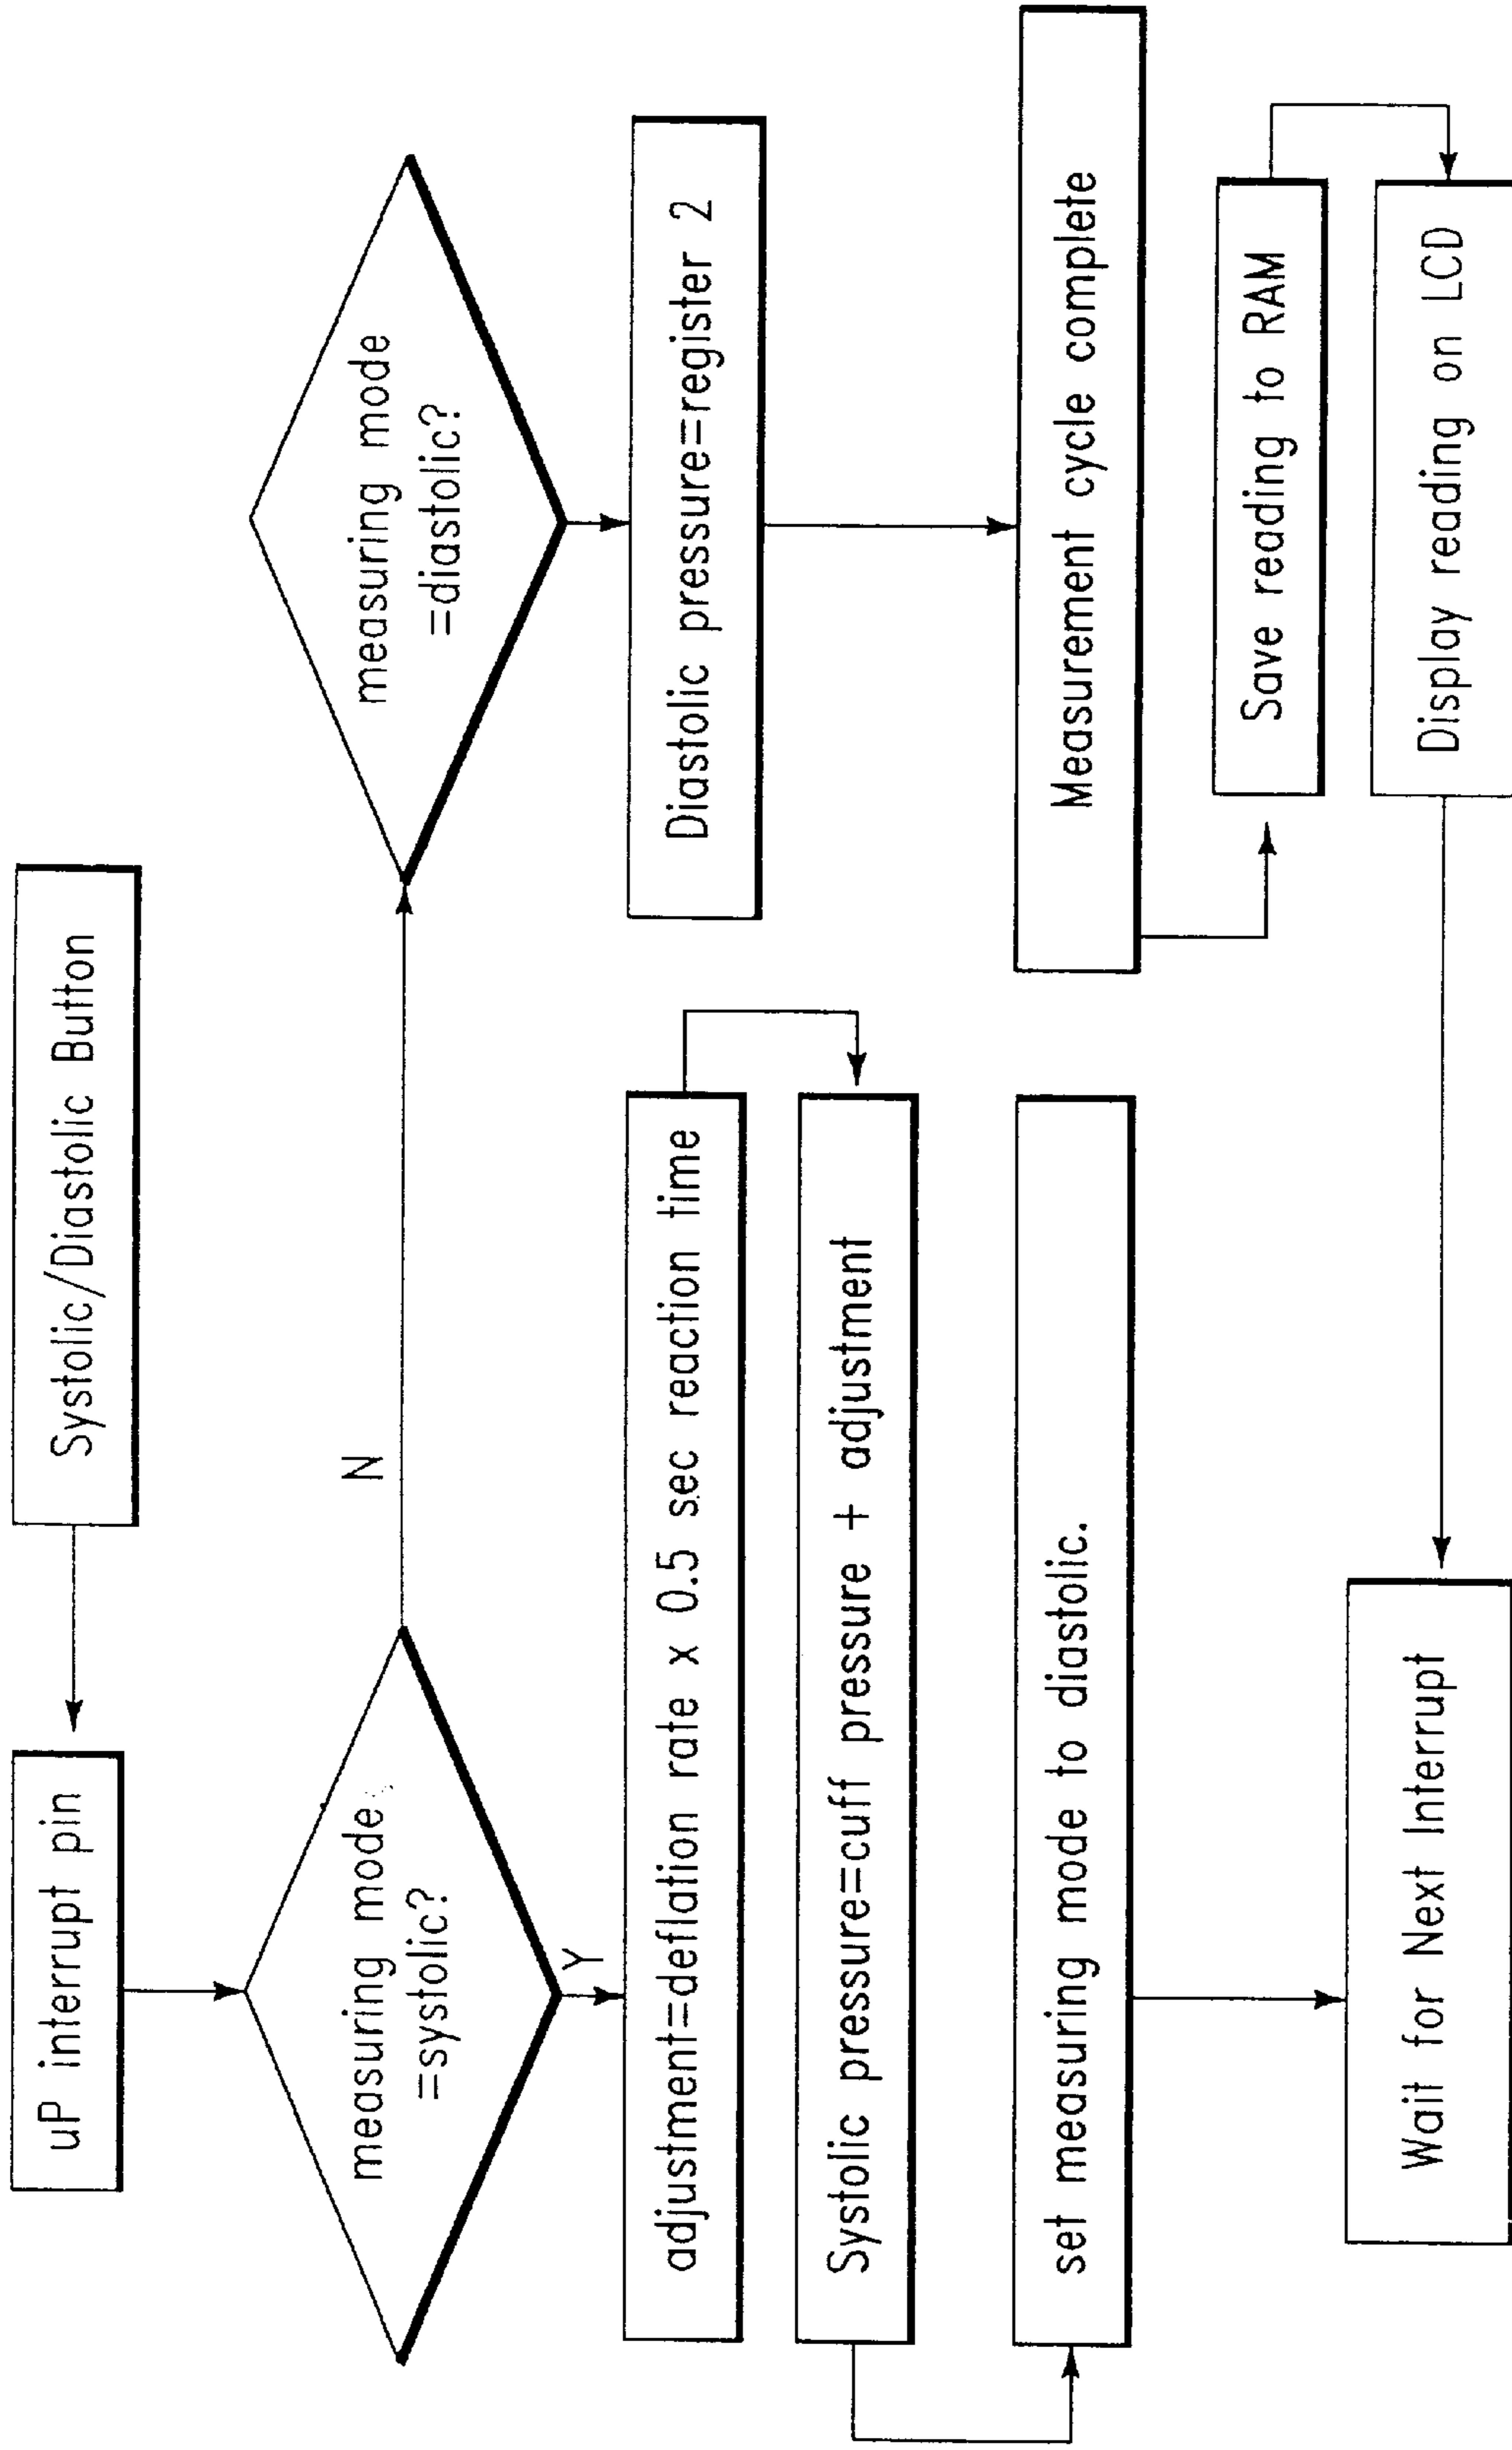 Systolic/Diastolic Button
uP interrupt pin
measuring mode
=systolic?
N
Y
measuring mode
=diastolic?
adjustment=deflation rate x 0.5 sec reaction time
Systolic pressure=cuff pressure + adjustment
set measuring mode to diastolic.
Diastolic pressure=register 2
Measurement cycle complete
Save reading to RAM
Display reading on LCD
Wait for Next Interrupt